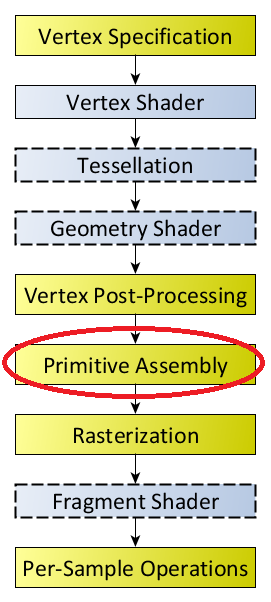 Vertex Specification
Vertex Shader
Tessellation
Geometry Shader
Vertex Post-Processing
Primitive Assembly
Rasterization
Fragment Shader
Per-Sample Operations